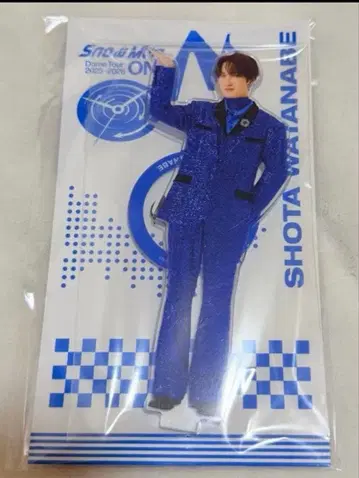 Snow Man
Dome Tour
2025-2026
ON
SHOTA WATANABE